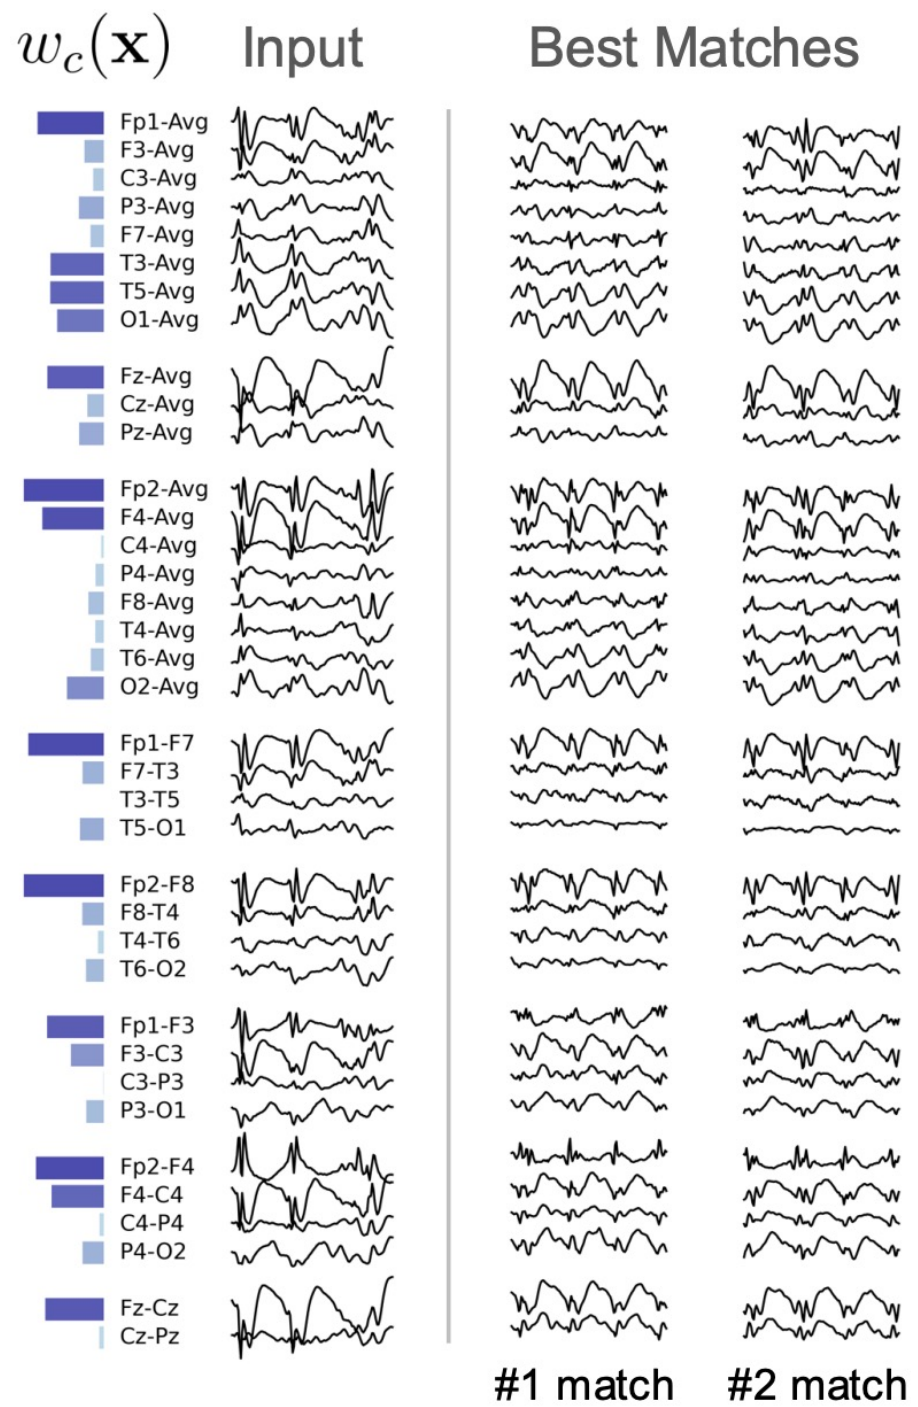 w_c(x) Input Best Matches
Fp1-Avg
F3-Avg
C3-Avg
P3-Avg
F7-Avg
T3-Avg
T5-Avg
O1-Avg
Fz-Avg
Cz-Avg
Pz-Avg
Fp2-Avg
F4-Avg
C4-Avg
P4-Avg
F8-Avg
T4-Avg
T6-Avg
O2-Avg
Fp1-F7
F7-T3
T3-T5
T5-O1
Fp2-F8
F8-T4
T4-T6
T6-O2
Fp1-F3
F3-C3
C3-P3
P3-O1
Fp2-F4
F4-C4
C4-P4
P4-O2
Fz-Cz
Cz-Pz
#1 match #2 match